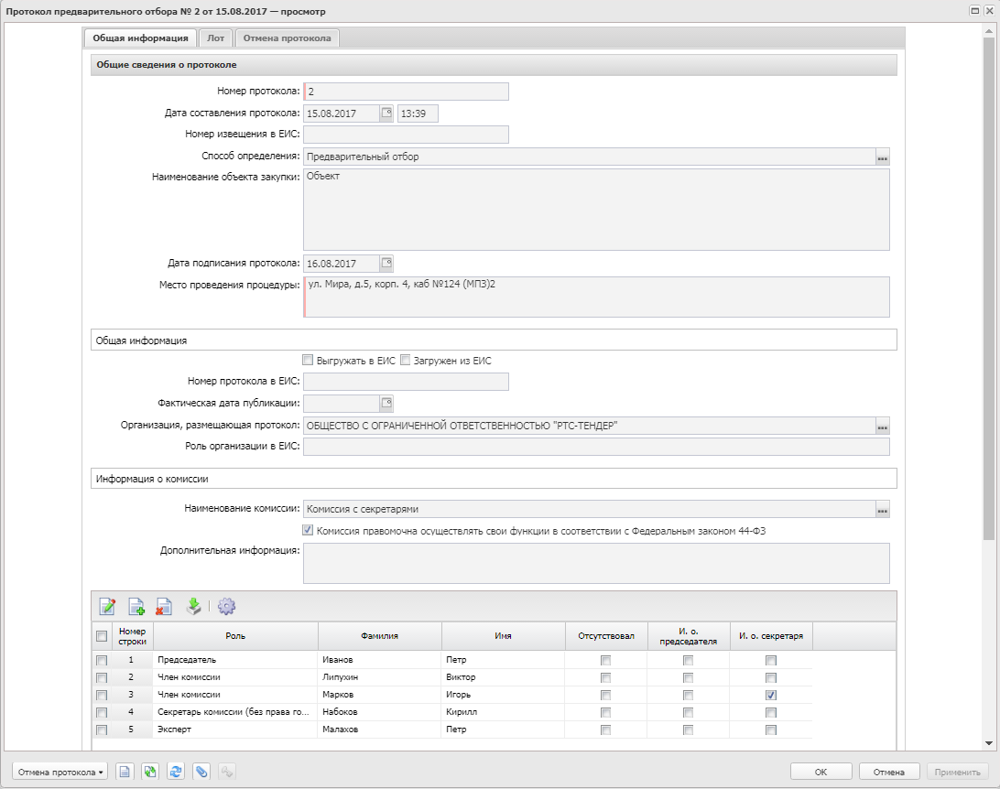 Протокол предварительного отбора № 2 от 15.08.2017 — просмотр
Общая информация Лот Отмена протокола
Общие сведения о протоколе
Номер протокола: 2
Дата составления протокола: 15.08.2017 13:39
Номер извещения в ЕИС:
Способ определения: Предварительный отбор
Наименование объекта закупки: Объект
Дата подписания протокола: 16.08.2017
Место проведения процедуры: ул. Мира, д.5, корп. 4, каб №124 (МПЗ)2
Общая информация
Выгружать в ЕИС Загружен из ЕИС
Номер протокола в ЕИС:
Фактическая дата публикации:
Организация, размещающая протокол: ОБЩЕСТВО С ОГРАНИЧЕННОЙ ОТВЕТСТВЕННОСТЬЮ "РТС-ТЕНДЕР"
Роль организации в ЕИС:
Информация о комиссии
Наименование комиссии: Комиссия с секретарями
Комиссия правомочна осуществлять свои функции в соответствии с Федеральным законом 44-ФЗ
Дополнительная информация:
Номер строки Роль Фамилия Имя Отсутствовал И. о. председателя И. о. секретаря
1 Председатель Иванов Петр
2 Член комиссии Липухин Виктор
3 Член комиссии Марков Игорь
4 Секретарь комиссии (без права го... Набоков Кирилл
5 Эксперт Малахов Петр
Отмена протокола ОК Отмена Применить